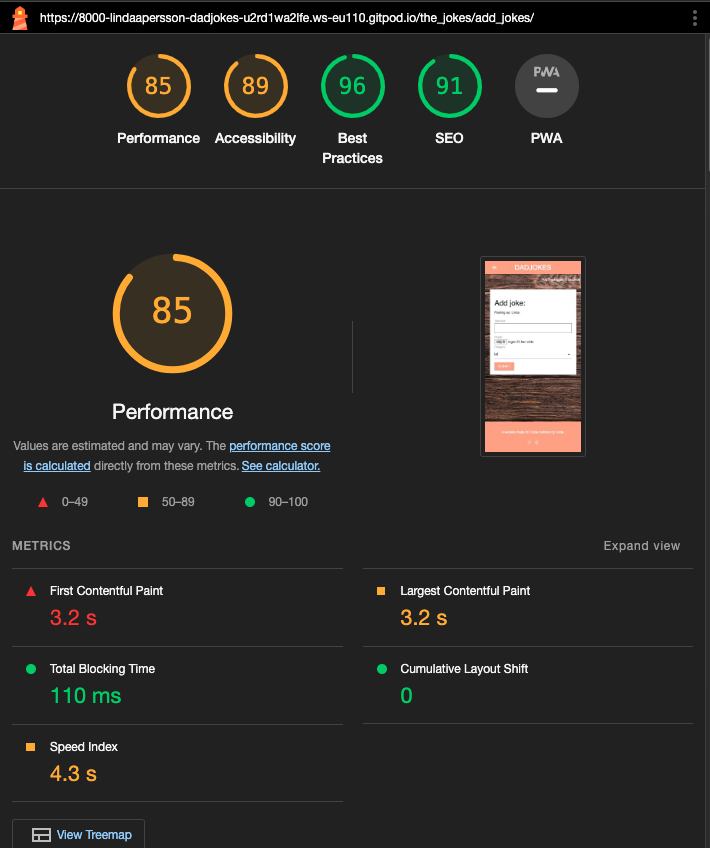 https://8000-lindaapersson-dadjokes-u2rd1wa2lfe.ws-eu110.gitpod.io/the_jokes/add_jokes/
85
89
96
91
PWA
Performance
Accessibility
Best
Practices
SEO
PWA
85
DADJOKES
Add joke:
Performance
Values are estimated and may vary. The performance score
is calculated directly from these metrics. See calculator.
0–49
50–89
90–100
METRICS
Expand view
First Contentful Paint
3.2 s
Largest Contentful Paint
3.2 s
Total Blocking Time
110 ms
Cumulative Layout Shift
0
Speed Index
4.3 s
View Treemap